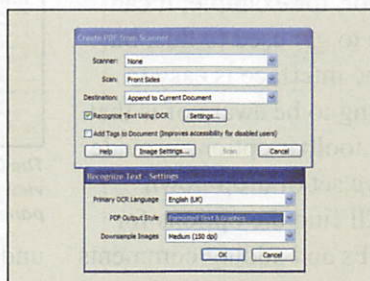 Create PDF From Scanner
Scanner: None
Scan: Front Sides
Destination: Append to Current Document
Recognize Text Using OCR Settings...
Add Tags to Document (Improves accessibility for disabled users)
Help Image Settings... Scan Cancel
Recognize Text - Settings
Primary OCR Language English (UK)
PDF Output Style Formatted Text & Graphics
Downsample Images Medium (150 dpi)
OK Cancel